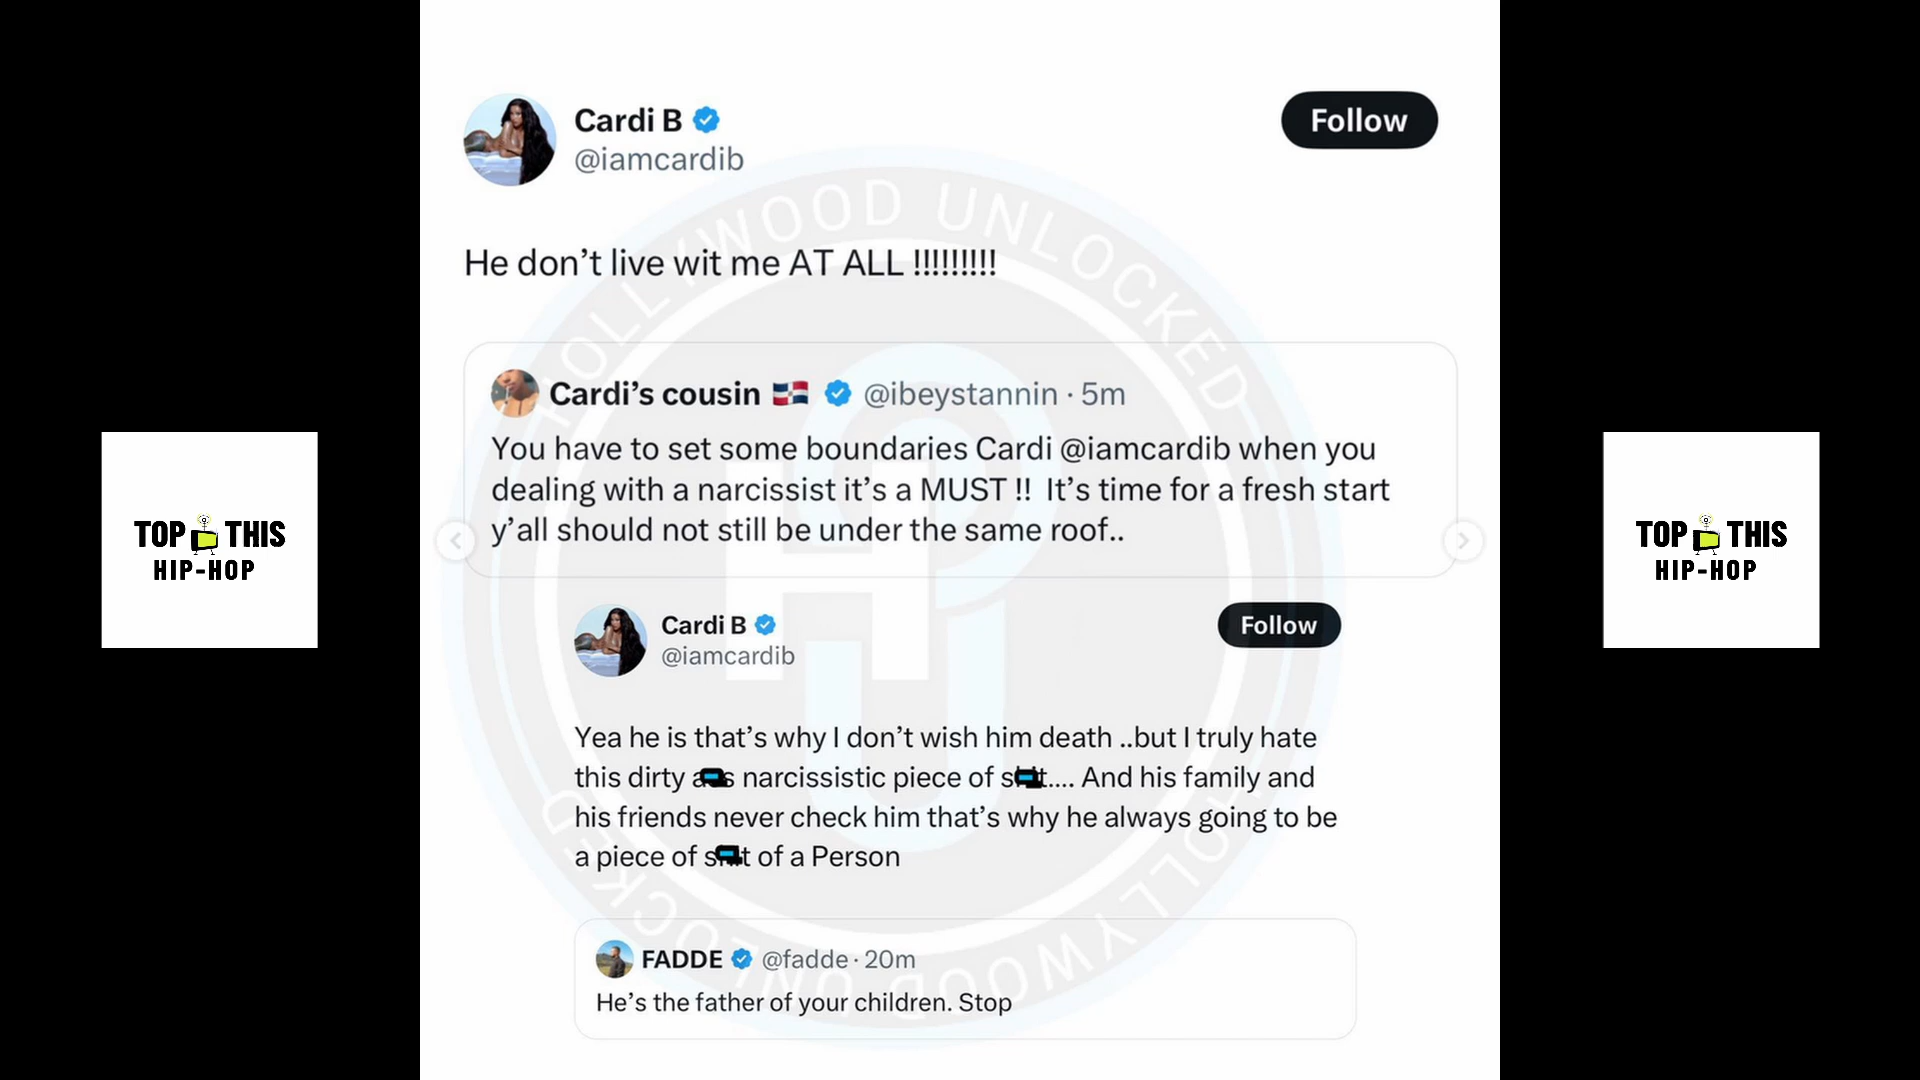 Cardi B
Follow
@iamcardib
He don’t live wit me AT ALL !!!!!!!!!
Cardi’s cousin 🇩🇴 @ibeystannin · 5m
You have to set some boundaries Cardi @iamcardib when you
dealing with a narcissist it’s a MUST !! It’s time for a fresh start
y’all should not still be under the same roof..
Cardi B
Follow
@iamcardib
Yea he is that’s why I don’t wish him death ..but I truly hate
this dirty narcissistic piece of .... And his family and
his friends never check him that’s why he always going to be
a piece of of a Person
FADDE @fadde · 20m
He’s the father of your children. Stop
HOLLYWOOD UNLOCKED
HU
HOLLYWOOD UNLOCKED
TOP THIS
HIP-HOP
TOP THIS
HIP-HOP